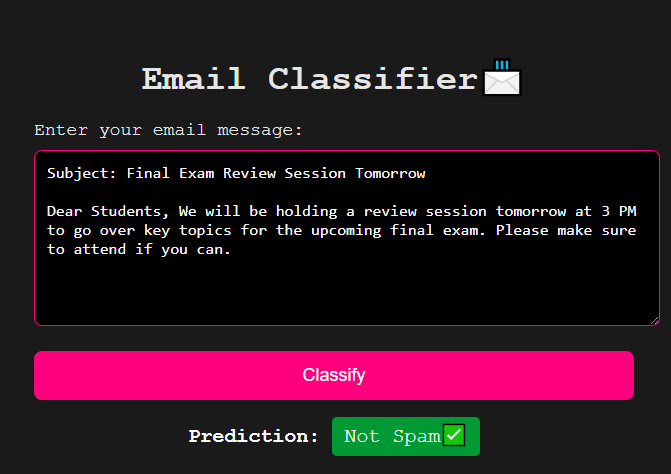 Email Classifier📩
Enter your email message:
Subject: Final Exam Review Session Tomorrow
Dear Students, We will be holding a review session tomorrow at 3 PM
to go over key topics for the upcoming final exam. Please make sure
to attend if you can.
Classify
Prediction: Not Spam✅